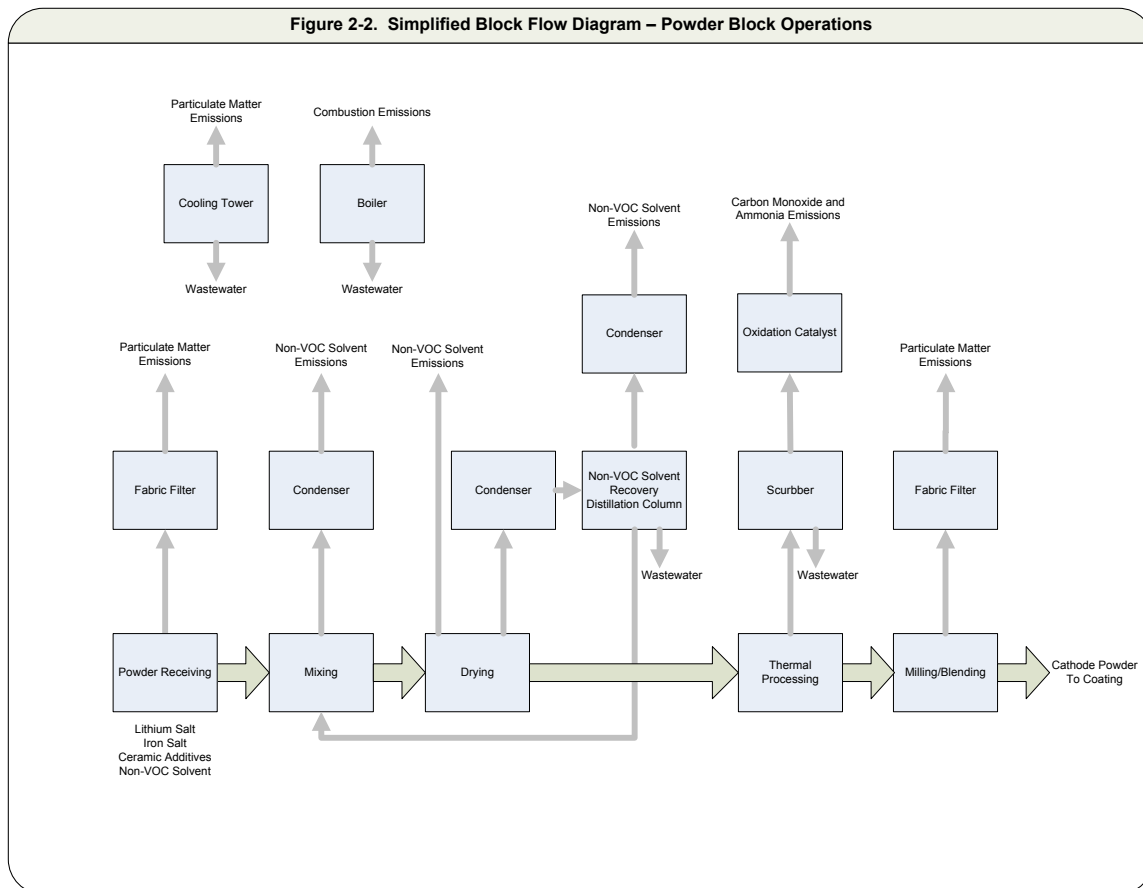 Figure 2-2. Simplified Block Flow Diagram – Powder Block Operations
Particulate Matter
Emissions
Combustion Emissions
Cooling Tower
Boiler
Wastewater
Wastewater
Non-VOC Solvent
Emissions
Carbon Monoxide and
Ammonia Emissions
Condenser
Oxidation Catalyst
Particulate Matter
Emissions
Non-VOC Solvent
Emissions
Non-VOC Solvent
Emissions
Particulate Matter
Emissions
Fabric Filter
Condenser
Condenser
Non-VOC Solvent
Recovery
Distillation Column
Scurbber
Fabric Filter
Wastewater
Wastewater
Powder Receiving
Mixing
Drying
Thermal
Processing
Milling/Blending
Cathode Powder
To Coating
Lithium Salt
Iron Salt
Ceramic Additives
Non-VOC Solvent